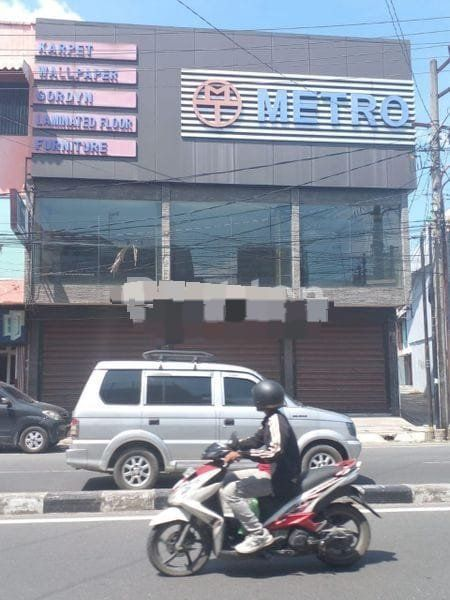 KARPET
WALLPAPER
GORDYN
LAMINATED FLOOR
FURNITURE
METRO